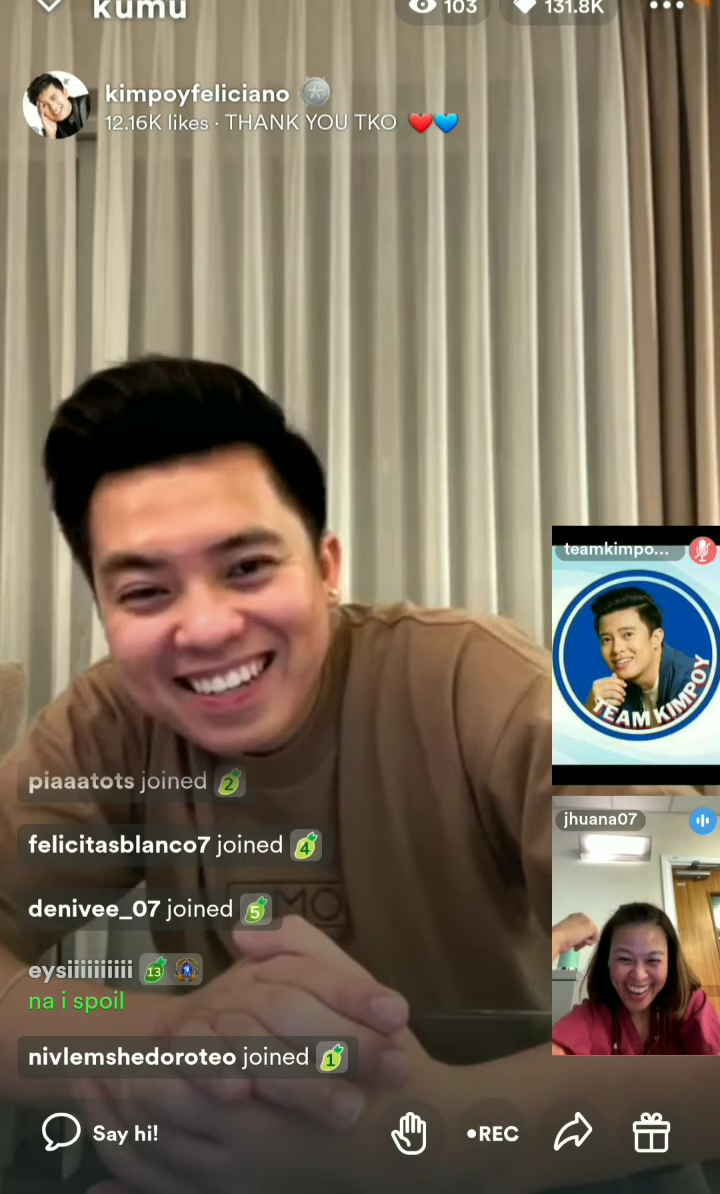 kumu
103
131.8K
kimpoyfeliciano
12.16K likes · THANK YOU TKO ❤️💙
teamkimpo...
TEAM KIMPOY
piaaatots joined 2
jhuana07
felicitasblanco7 joined 4
denivee_07 joined 5
eysiiiiiiiiiii 13
na i spoil
nivlemshedoroteo joined 1
Say hi!
•REC